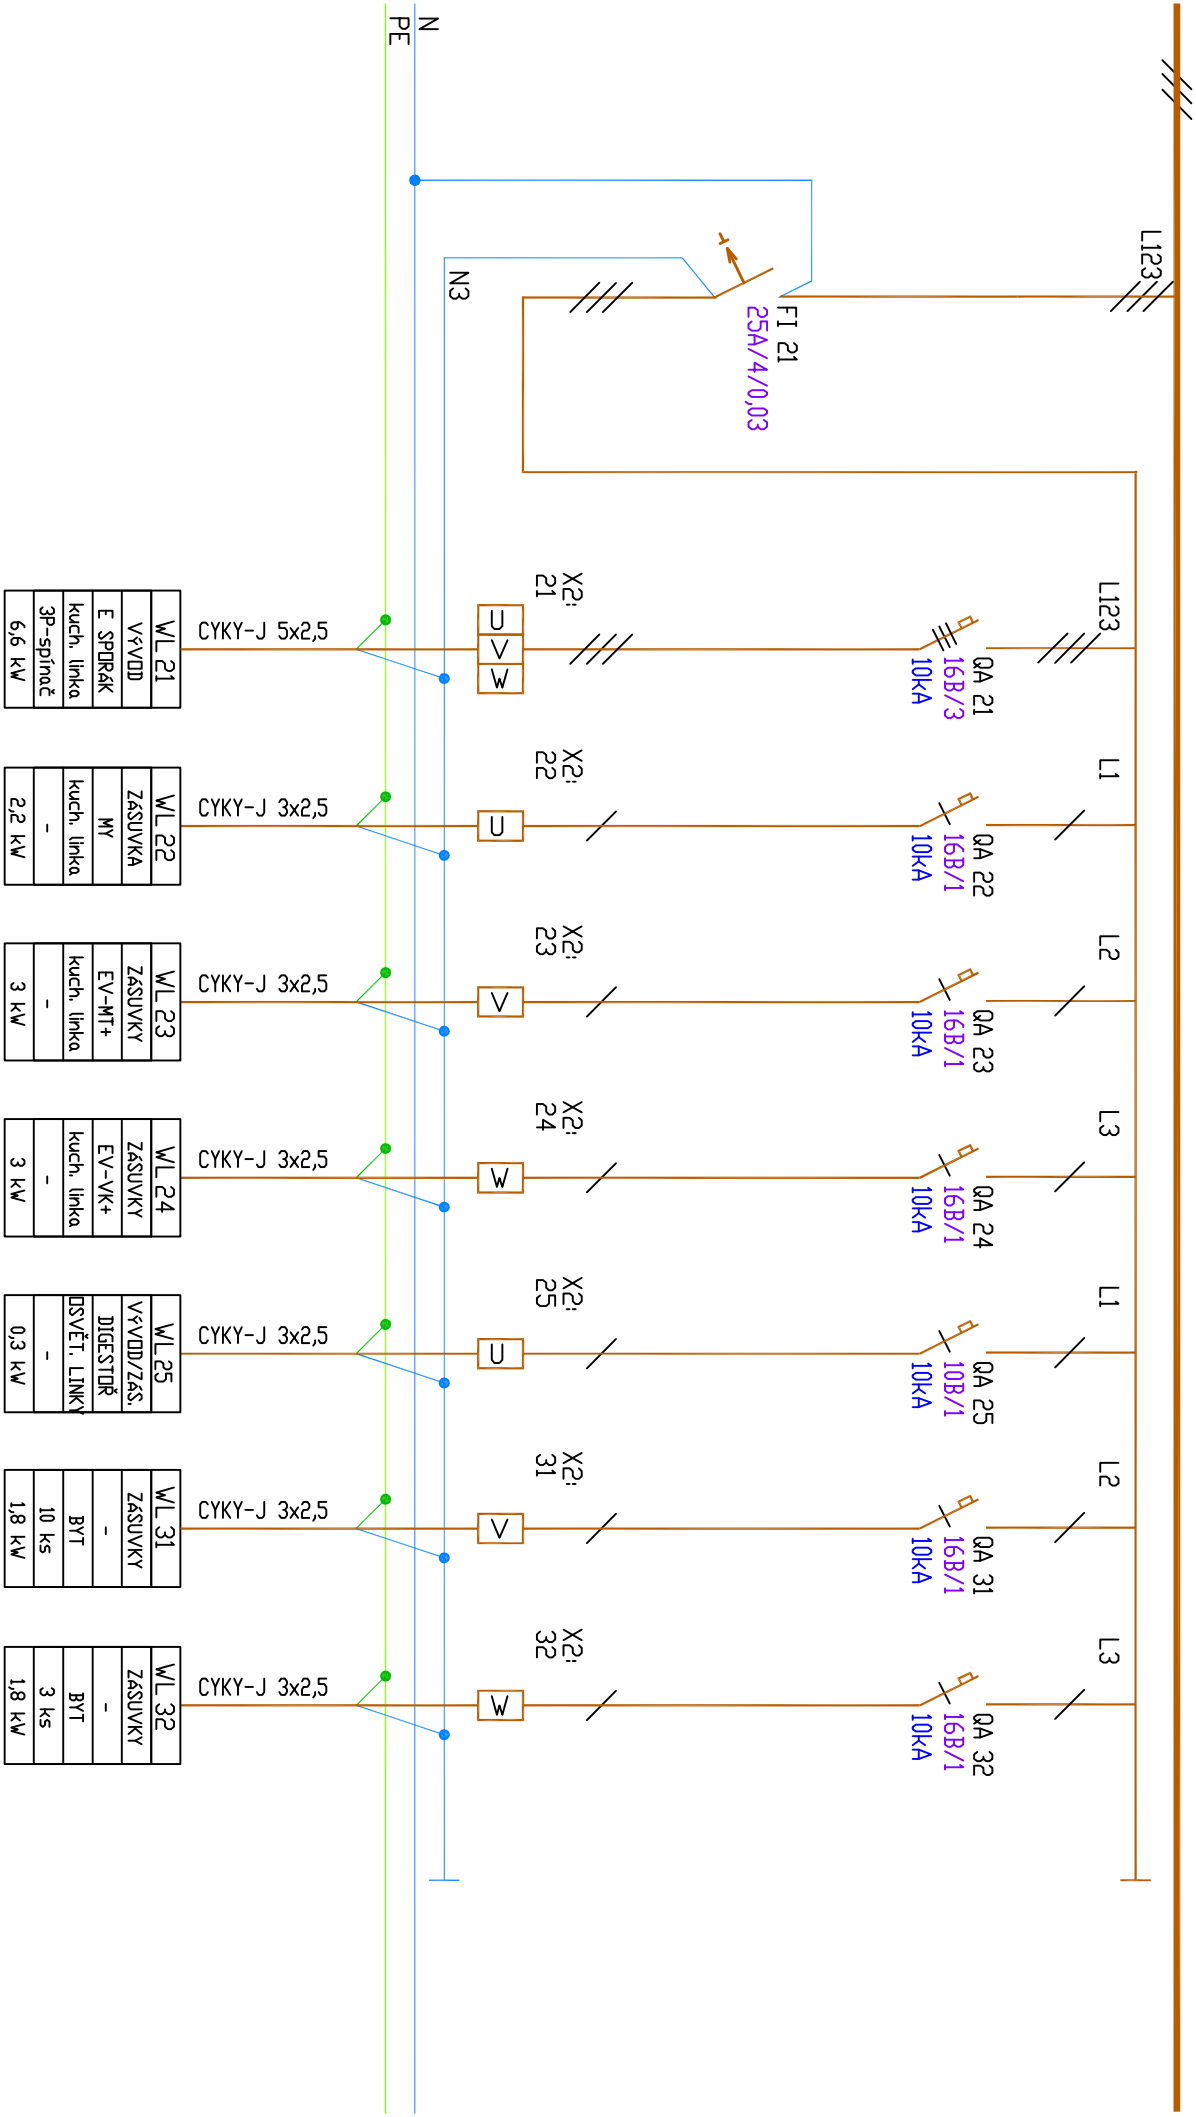 L123
FI 21
25A/4/0,03
N
PE
N3
L123
QA 21
16B/3
10kA
X2:
21
U
V
W
CYKY-J 5x2,5
WL 21
VÝVOD
E SPORÁK
kuch. linka
3P-spínač
6,6 kW
L1
QA 22
16B/1
10kA
X2:
22
U
CYKY-J 3x2,5
WL 22
ZÁSUVKA
MY
kuch. linka
-
2,2 kW
L2
QA 23
16B/1
10kA
X2:
23
V
CYKY-J 3x2,5
WL 23
ZÁSUVKY
EV-MT+
kuch. linka
-
3 kW
L3
QA 24
16B/1
10kA
X2:
24
W
CYKY-J 3x2,5
WL 24
ZÁSUVKY
EV-VK+
kuch. linka
-
3 kW
L1
QA 25
10B/1
10kA
X2:
25
U
CYKY-J 3x2,5
WL 25
VÝVOD/ZÁS.
DIGESTOŘ
OSVĚT. LINKY
-
0,3 kW
L2
QA 31
16B/1
10kA
X2:
31
V
CYKY-J 3x2,5
WL 31
ZÁSUVKY
-
BYT
10 ks
1,8 kW
L3
QA 32
16B/1
10kA
X2:
32
W
CYKY-J 3x2,5
WL 32
ZÁSUVKY
-
BYT
3 ks
1,8 kW